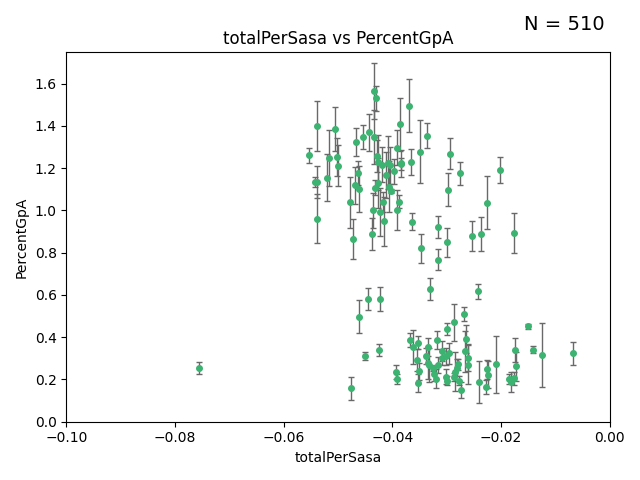 N = 510
totalPerSasa vs PercentGpA
1.6
1.4
1.2
1.0
0.8
0.6
0.4
0.2
0.0
PercentGpA
−0.10 −0.08 −0.06 −0.04 −0.02 0.00
totalPerSasa